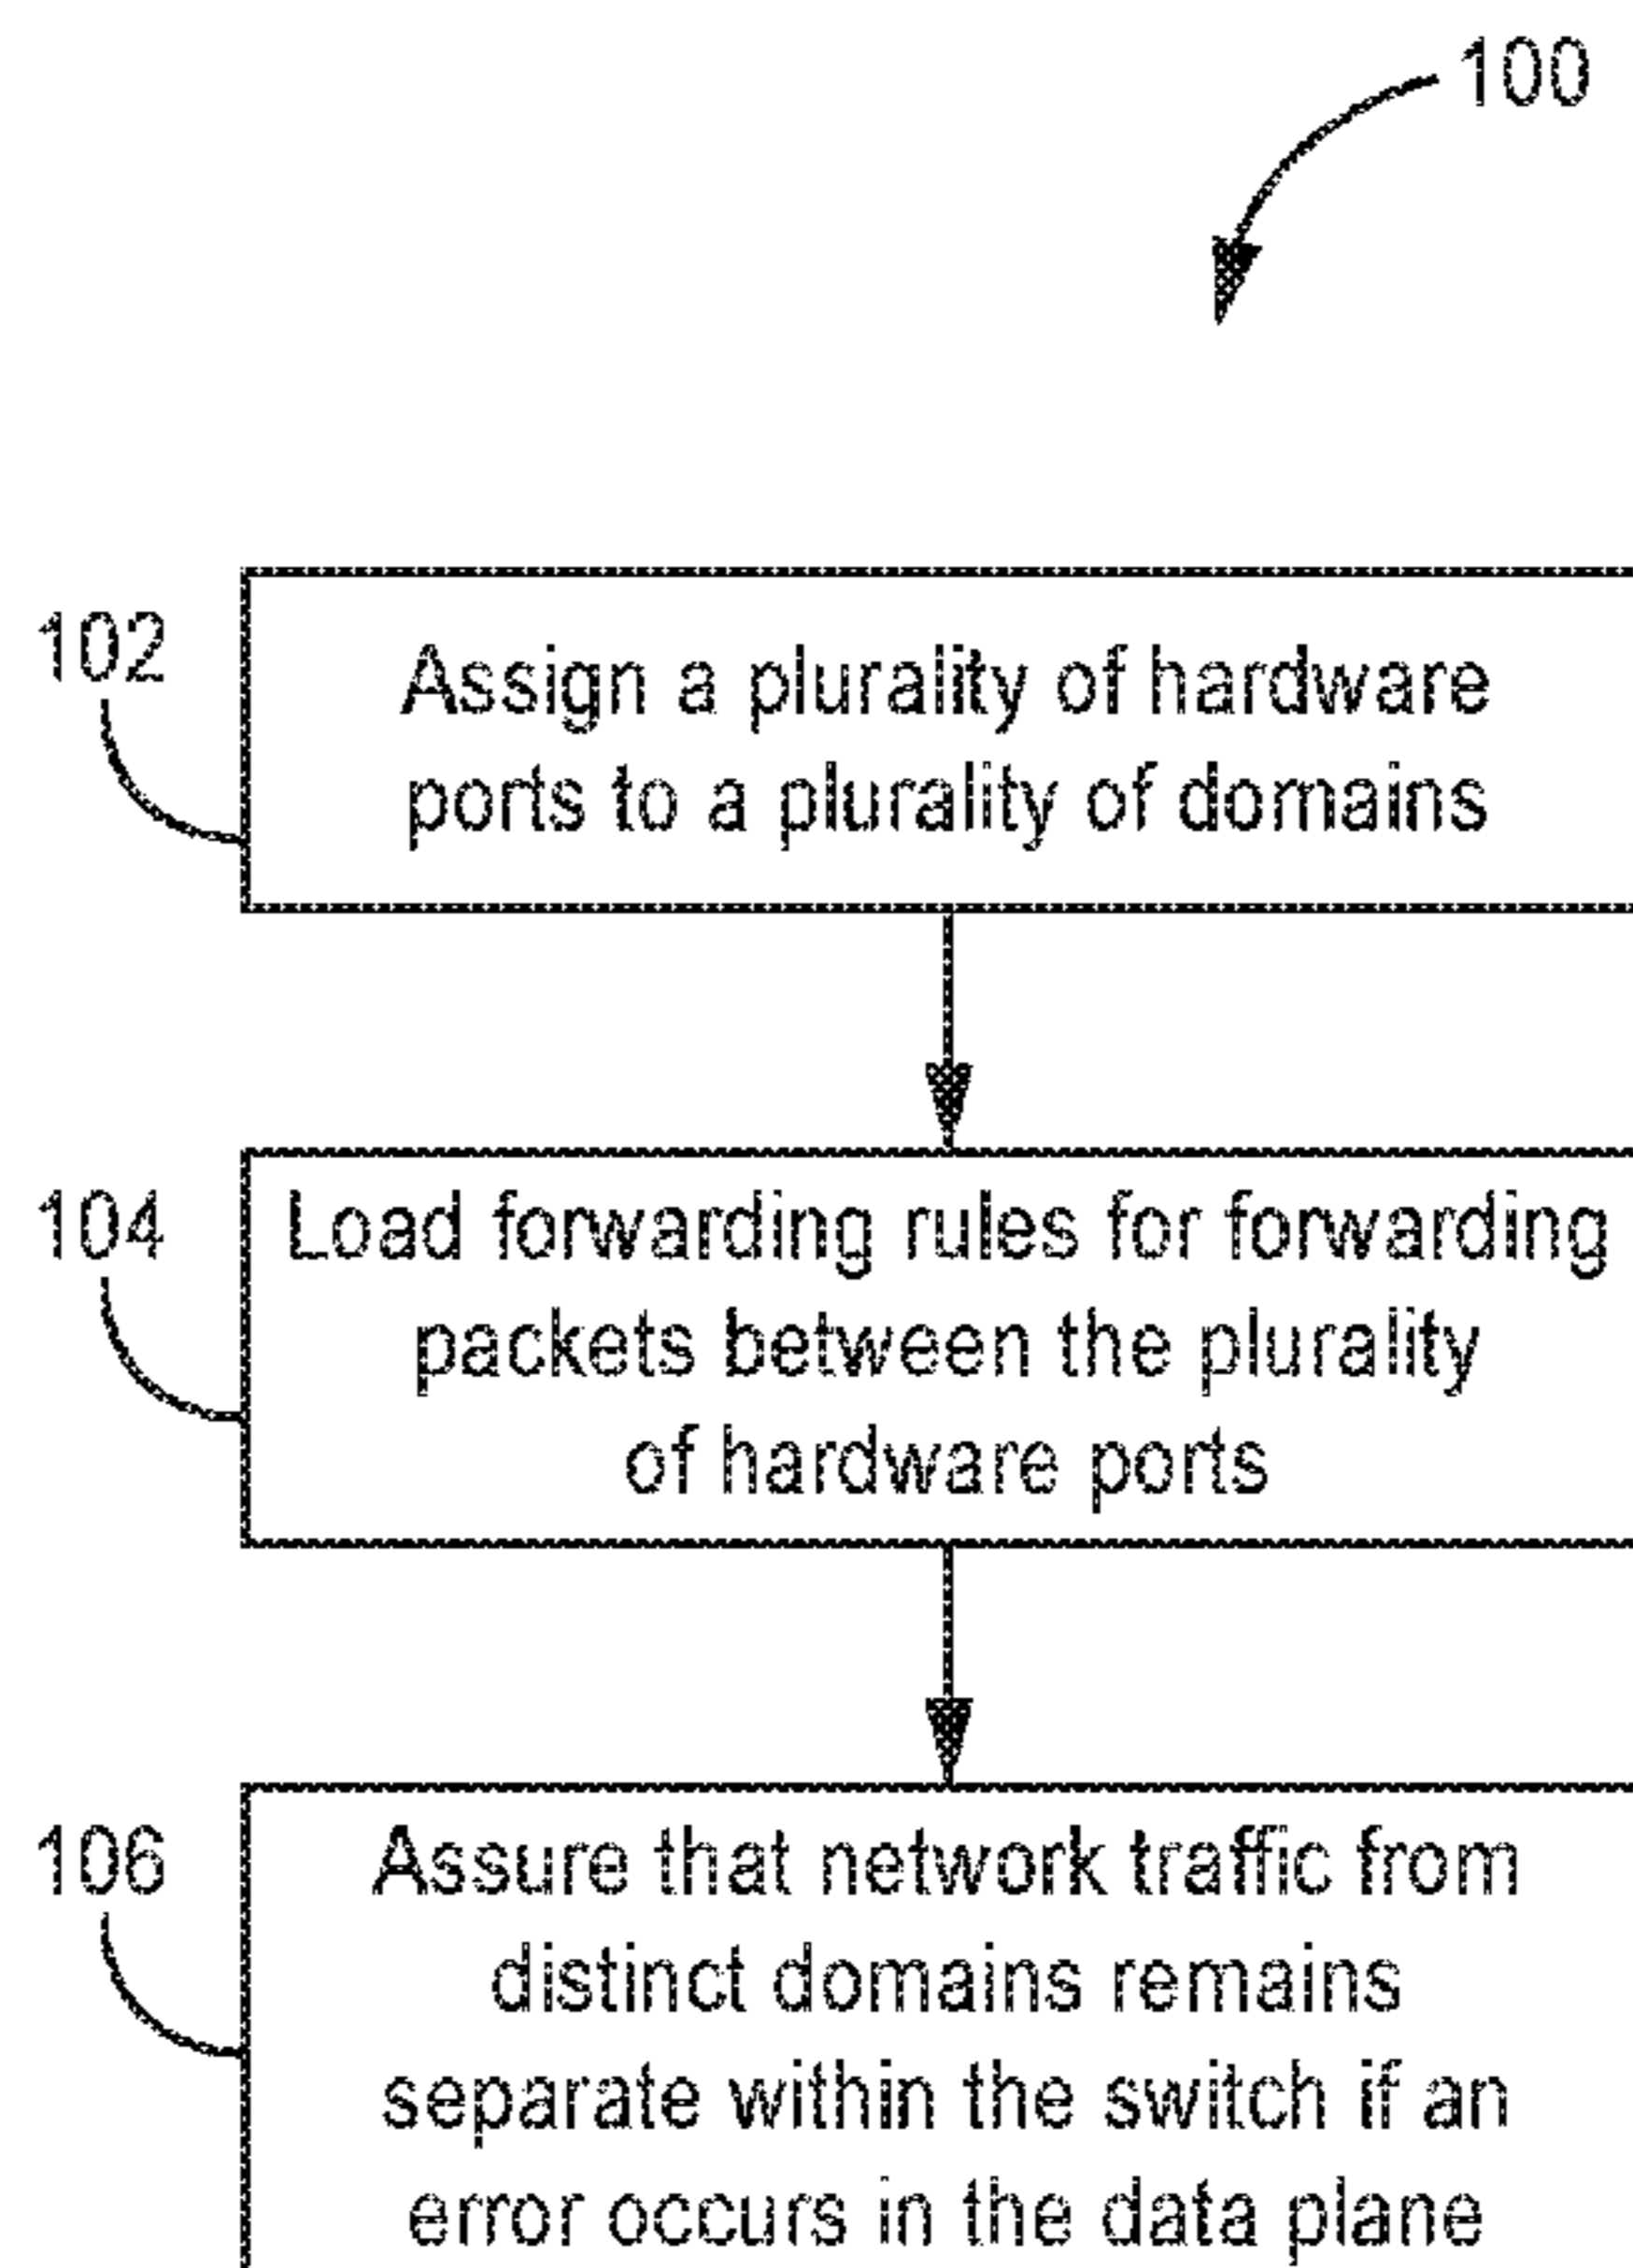 100
102
Assign a plurality of hardware
ports to a plurality of domains
104
Load forwarding rules for forwarding
packets between the plurality
of hardware ports
106
Assure that network traffic from
distinct domains remains
separate within the switch if an
error occurs in the data plane